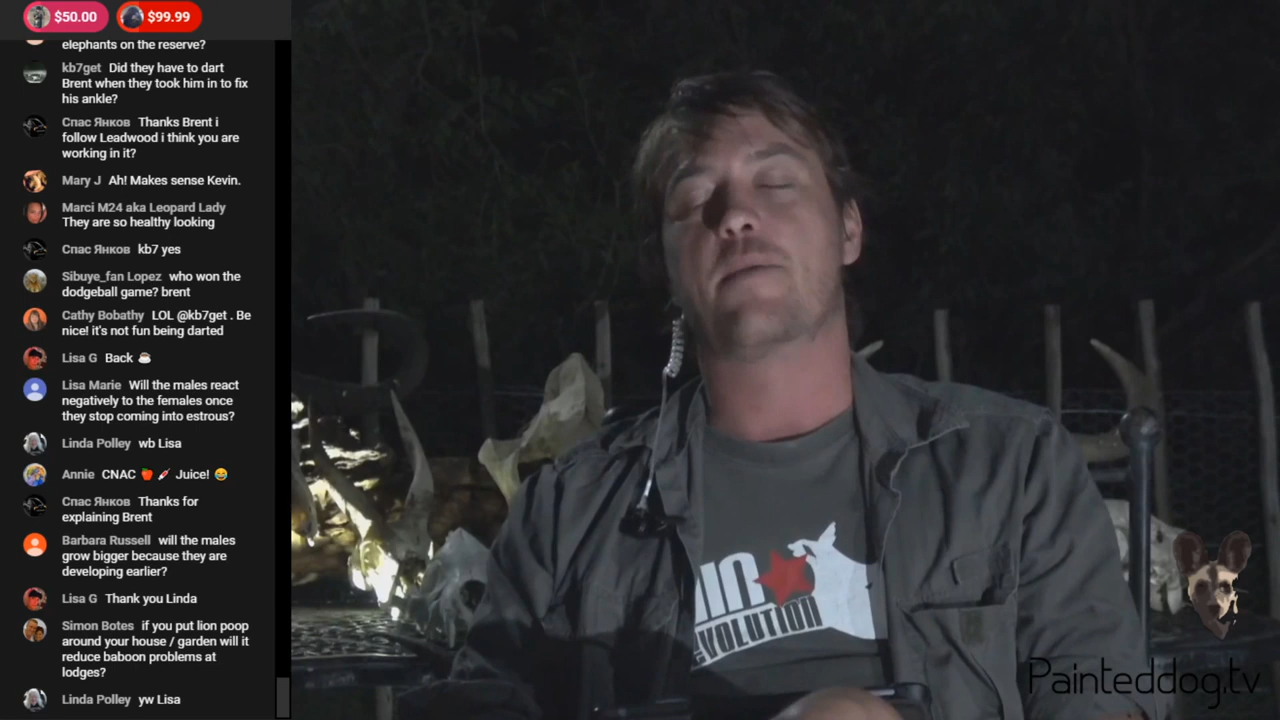 $50.00
$99.99
elephants on the reserve?
kb7get Did they have to dart
Brent when they took him in to fix
his ankle?
Спас Янков Thanks Brent i
follow Leadwood i think you are
working in it?
Mary J Ah! Makes sense Kevin.
Marci M24 aka Leopard Lady
They are so healthy looking
Спас Янков kb7 yes
Sibuye_fan Lopez who won the
dodgeball game? brent
Cathy Bobathy LOL @kb7get . Be
nice! it's not fun being darted
Lisa G Back ☕
Lisa Marie Will the males react
negatively to the females once
they stop coming into estrous?
Linda Polley wb Lisa
Annie CNAC 🍎 💉 Juice! 😂
Спас Янков Thanks for
explaining Brent
Barbara Russell will the males
grow bigger because they are
developing earlier?
Lisa G Thank you Linda
Simon Botes if you put lion poop
around your house / garden will it
reduce baboon problems at
lodges?
Linda Polley yw Lisa
VOLUTION
Painteddog.tv